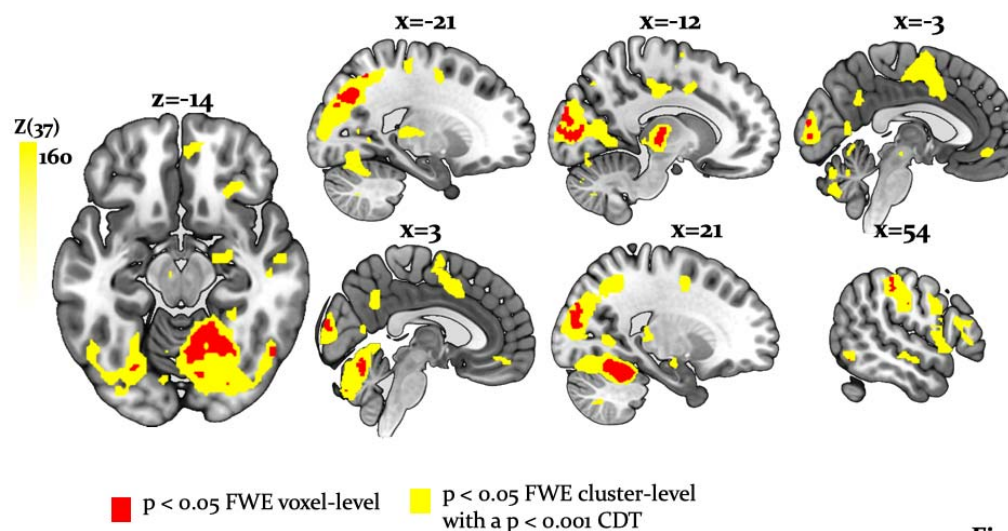 x=-21
x=-12
x=-3
z=-14
Z(37)
160
x=3
x=21
x=54
p < 0.05 FWE voxel-level
p < 0.05 FWE cluster-level
with a p < 0.001 CDT